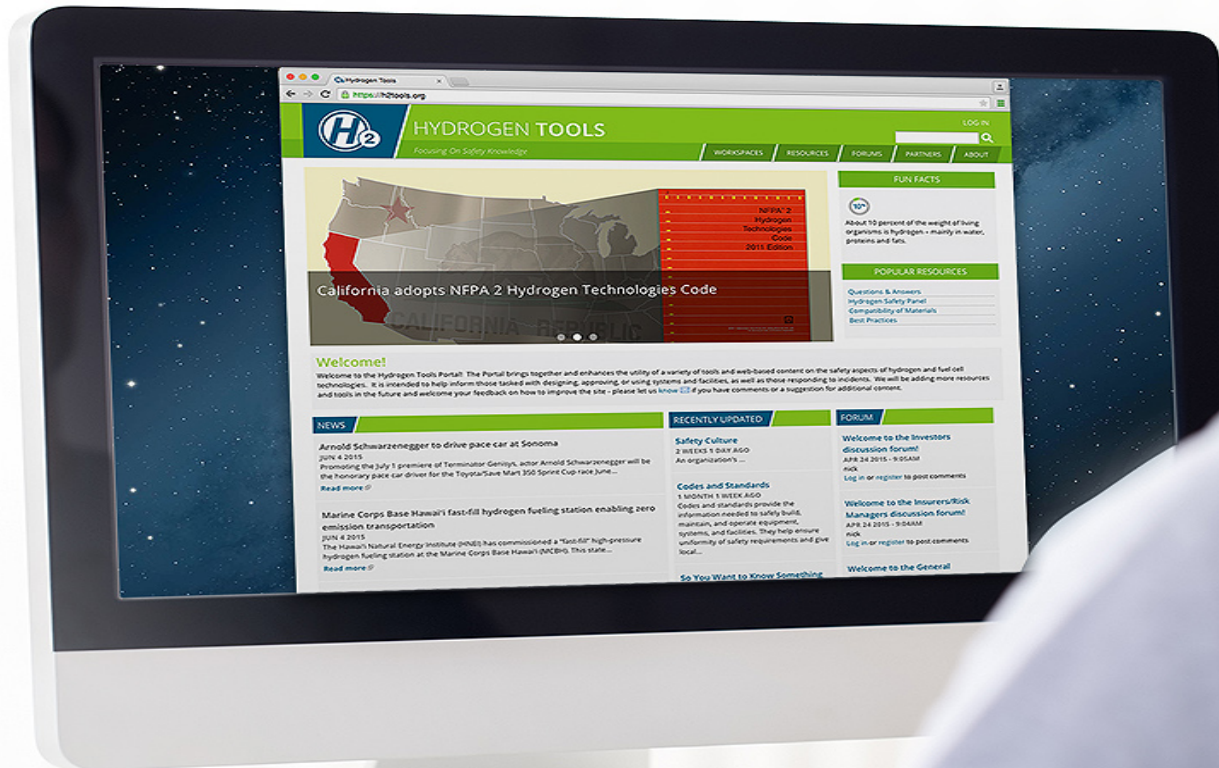 Hydrogen Tools
https://h2tools.org
H2
HYDROGEN TOOLS
Focusing On Safety Knowledge
LOG IN
WORKSPACES
RESOURCES
FORUMS
PARTNERS
ABOUT
NFPA 2
Hydrogen
Technologies
Code
2011 Edition
California adopts NFPA 2 Hydrogen Technologies Code
CALIFORNIA REPUBLIC
FUN FACTS
10%
About 10 percent of the weight of living
organisms is hydrogen – mainly in water,
proteins and fats.
POPULAR RESOURCES
Questions & Answers
Hydrogen Safety Panel
Compatibility of Materials
Best Practices
Welcome!
Welcome to the Hydrogen Tools Portal! The Portal brings together and enhances the utility of a variety of tools and web-based content on the safety aspects of hydrogen and fuel cell
technologies. It is intended to help inform those tasked with designing, approving, or using systems and facilities, as well as those responding to incidents. We will be adding more resources
and tools in the future and welcome your feedback on how to improve the site – please let us know if you have comments or a suggestion for additional content.
NEWS
Arnold Schwarzenegger to drive pace car at Sonoma
JUN 4 2015
Promoting the July 1 premiere of Terminator Genisys, actor Arnold Schwarzenegger will be
the honorary pace car driver for the Toyota/Save Mart 350 Sprint Cup race June...
Read more
Marine Corps Base Hawai'i fast-fill hydrogen fueling station enabling zero
emission transportation
JUN 4 2015
The Hawai'i Natural Energy Institute (HNEI) has commissioned a "fast-fill" high-pressure
hydrogen fueling station at the Marine Corps Base Hawai'i (MCBH). This state...
Read more
RECENTLY UPDATED
Safety Culture
2 WEEKS 1 DAY AGO
An organization's ...
Codes and Standards
1 MONTH 1 WEEK AGO
Codes and standards provide the
information needed to safely build,
maintain, and operate equipment,
systems, and facilities. They help ensure
uniformity of safety requirements and give
local...
So You Want to Know Something
FORUM
Welcome to the Investors
discussion forum!
APR 24 2015 - 9:05AM
nick
Log in or register to post comments
Welcome to the Insurers/Risk
Managers discussion forum!
APR 24 2015 - 9:04AM
nick
Log in or register to post comments
Welcome to the General